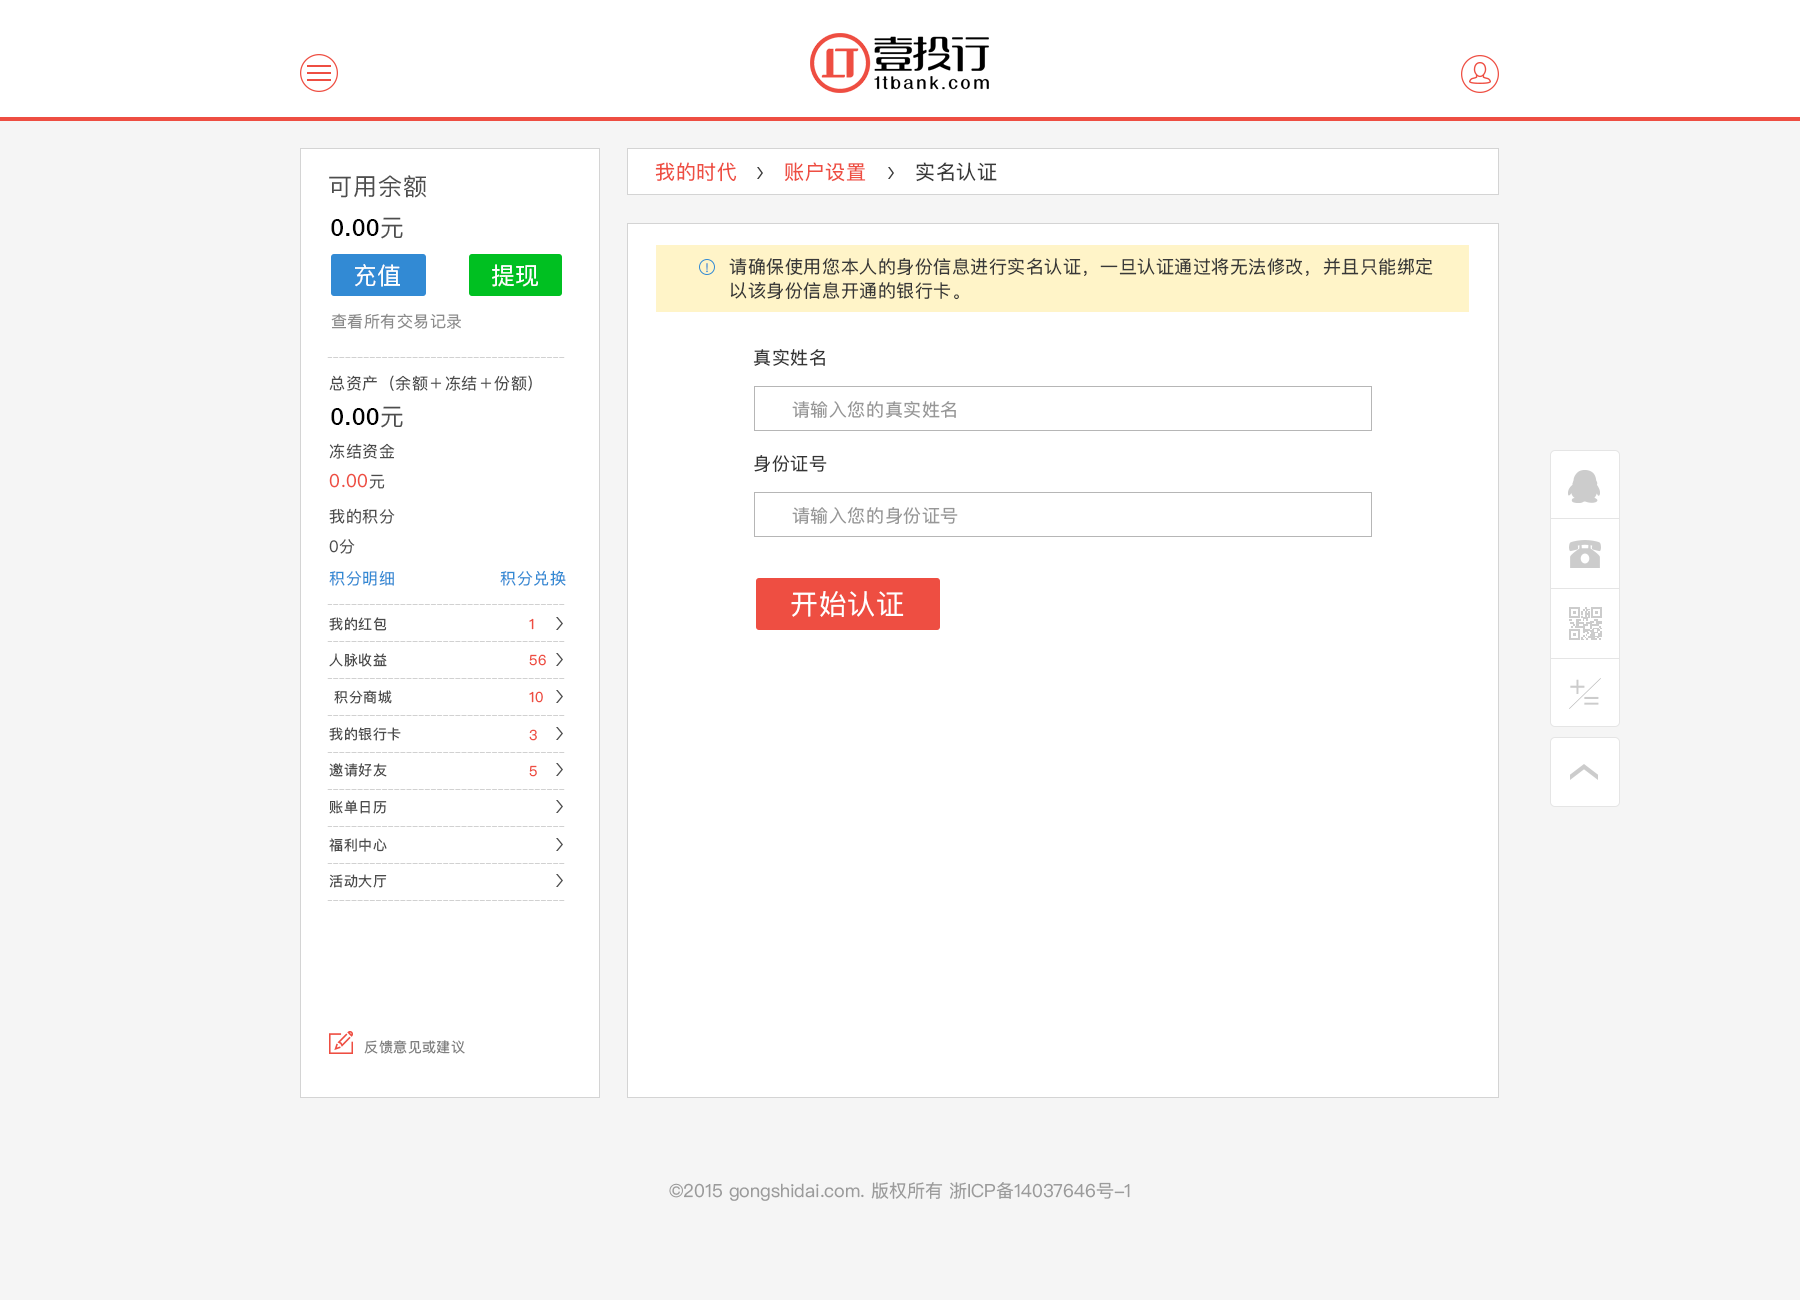 壹投行
1tbank.com
可用余额
0.00元
充值 提现
查看所有交易记录
总资产（余额+冻结+份额）
0.00元
冻结资金
0.00元
我的积分
0分
积分明细 积分兑换
我的红包 1
人脉收益 56
积分商城 10
我的银行卡 3
邀请好友 5
账单日历
福利中心
活动大厅
反馈意见或建议
我的时代 > 账户设置 > 实名认证
请确保使用您本人的身份信息进行实名认证，一旦认证通过将无法修改，并且只能绑定
以该身份信息开通的银行卡。
真实姓名
请输入您的真实姓名
身份证号
请输入您的身份证号
开始认证
©2015 gongshidai.com. 版权所有 浙ICP备14037646号-1